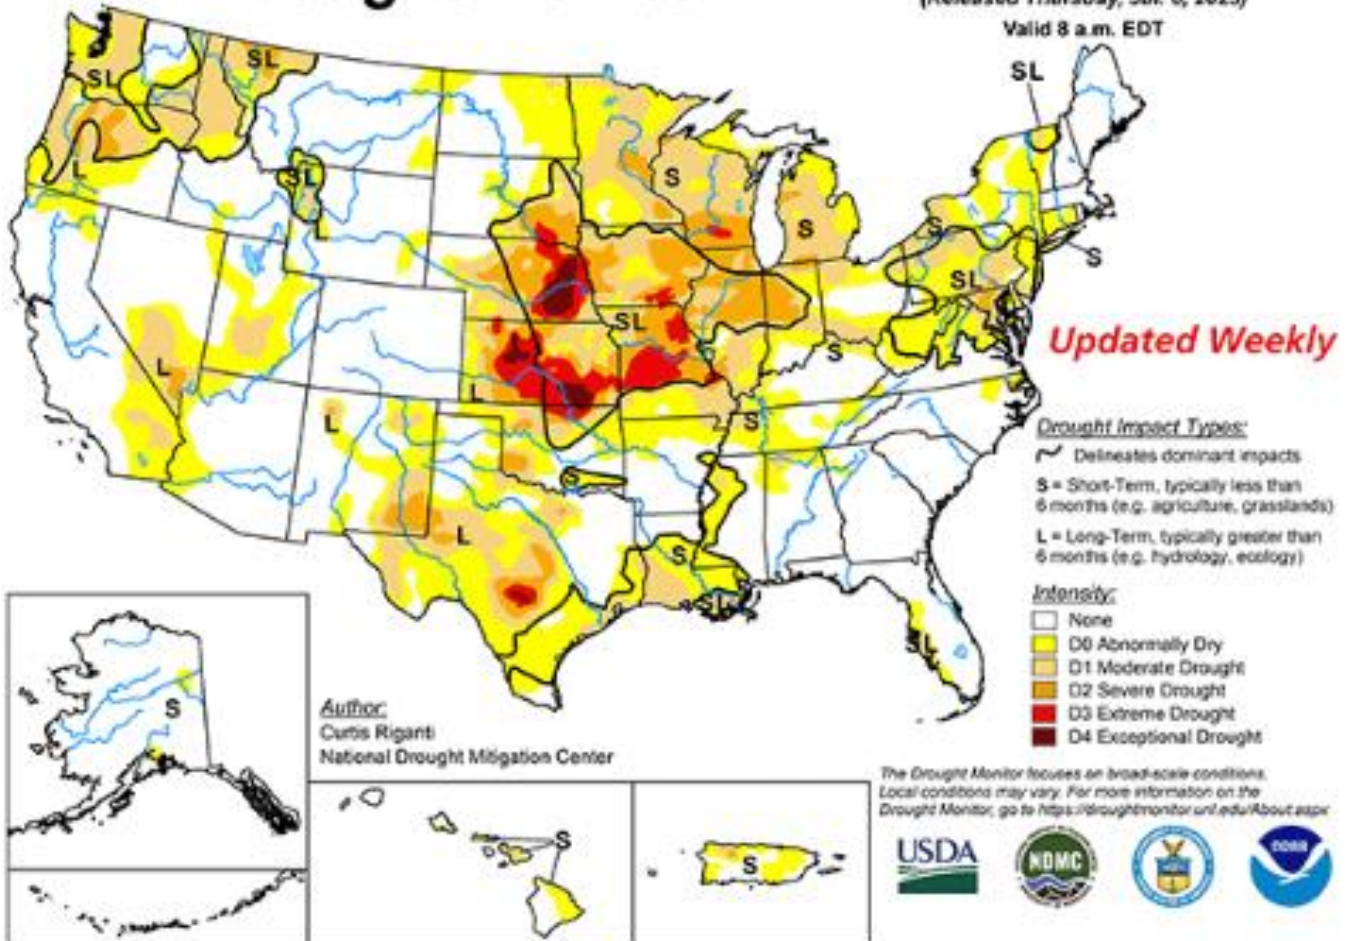 Valid 8 a.m. EDT
SL
SL
SL
L
SL
S
S
S
S
SL
SL
L
L
L
S
S
L
S
SL
SL
S
Updated Weekly
Drought Impact Types:
Delineates dominant impacts
S = Short-Term, typically less than
6 months (e.g. agriculture, grasslands)
L = Long-Term, typically greater than
6 months (e.g. hydrology, ecology)
Intensity:
None
D0 Abnormally Dry
D1 Moderate Drought
D2 Severe Drought
D3 Extreme Drought
D4 Exceptional Drought
S
Author:
Curtis Riganti
National Drought Mitigation Center
S
S
The Drought Monitor focuses on broad-scale conditions.
Local conditions may vary. For more information on the
Drought Monitor, go to https://droughtmonitor.unl.edu/About.aspx
USDA
NDMC
NOAA